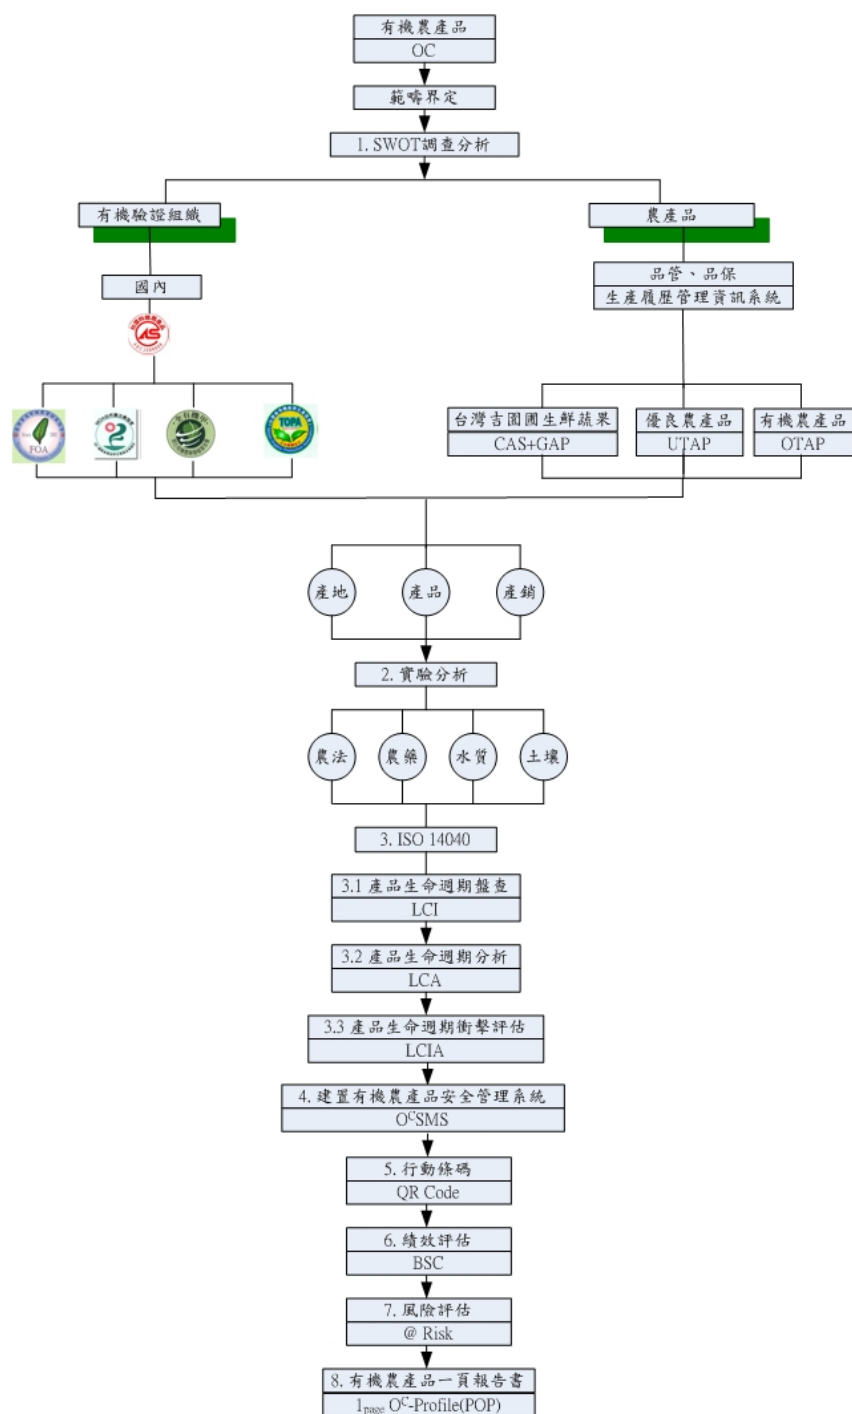 有機農產品
OC
範疇界定
1. SWOT調查分析
有機驗證組織
農產品
國內
品管、品保
生產履歷管理資訊系統
FOA
TOPA
台灣吉園圃生鮮蔬果
CAS+GAP
優良農產品
UTAP
有機農產品
OTAP
產地
產品
產銷
2. 實驗分析
農法
農藥
水質
土壤
3. ISO 14040
3.1 產品生命週期盤查
LCI
3.2 產品生命週期分析
LCA
3.3 產品生命週期衝擊評估
LCIA
4. 建置有機農產品安全管理系統
OᶜSMS
5. 行動條碼
QR Code
6. 績效評估
BSC
7. 風險評估
@ Risk
8. 有機農產品一頁報告書
1page Oᶜ-Profile(POP)